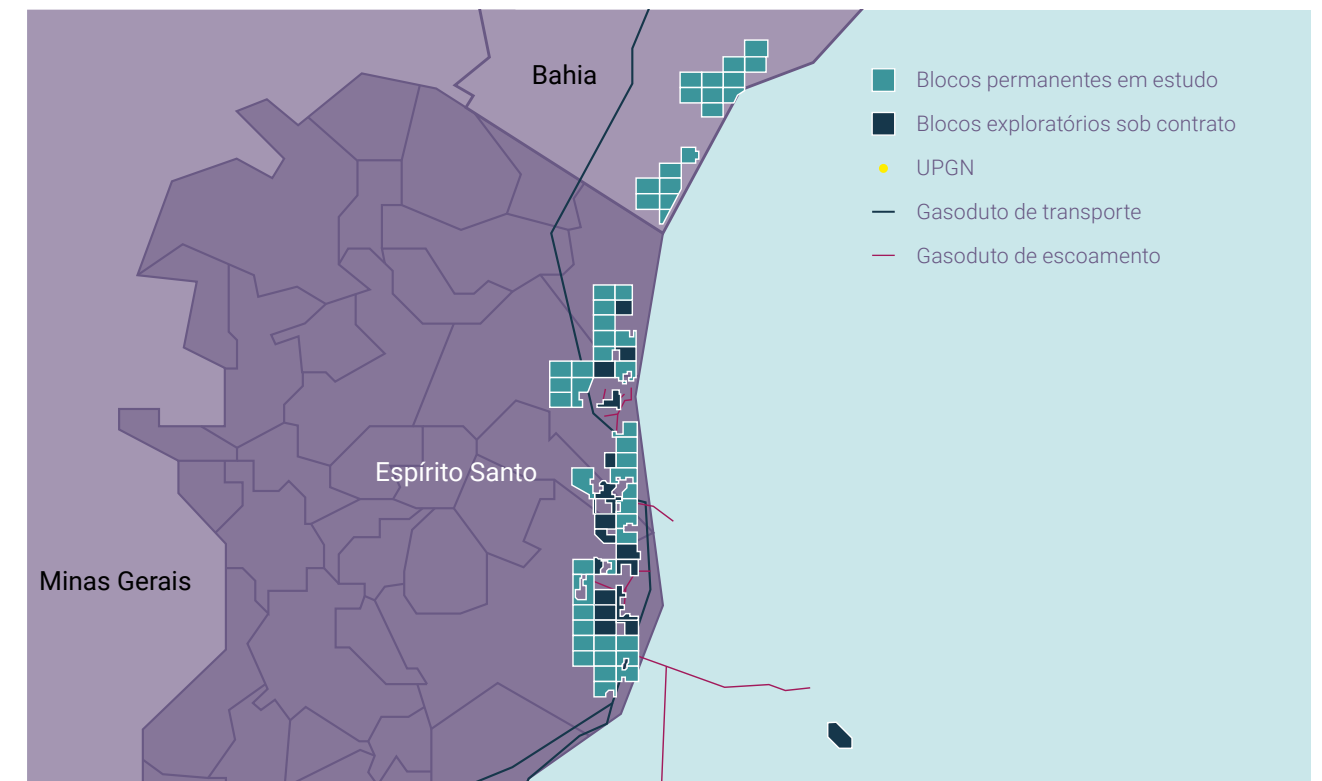 Bahia
Blocos permanentes em estudo
Blocos exploratórios sob contrato
UPGN
Gasoduto de transporte
Gasoduto de escoamento
Espírito Santo
Minas Gerais